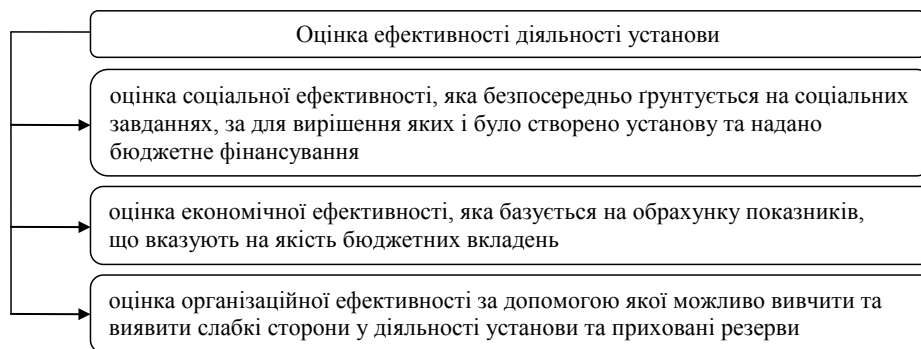 Оцінка ефективності діяльності установи
оцінка соціальної ефективності, яка безпосередньо ґрунтується на соціальних
завданнях, за для вирішення яких і було створено установу та надано
бюджетне фінансування
оцінка економічної ефективності, яка базується на обрахунку показників,
що вказують на якість бюджетних вкладень
оцінка організаційної ефективності за допомогою якої можливо вивчити та
виявити слабкі сторони у діяльності установи та приховані резерви